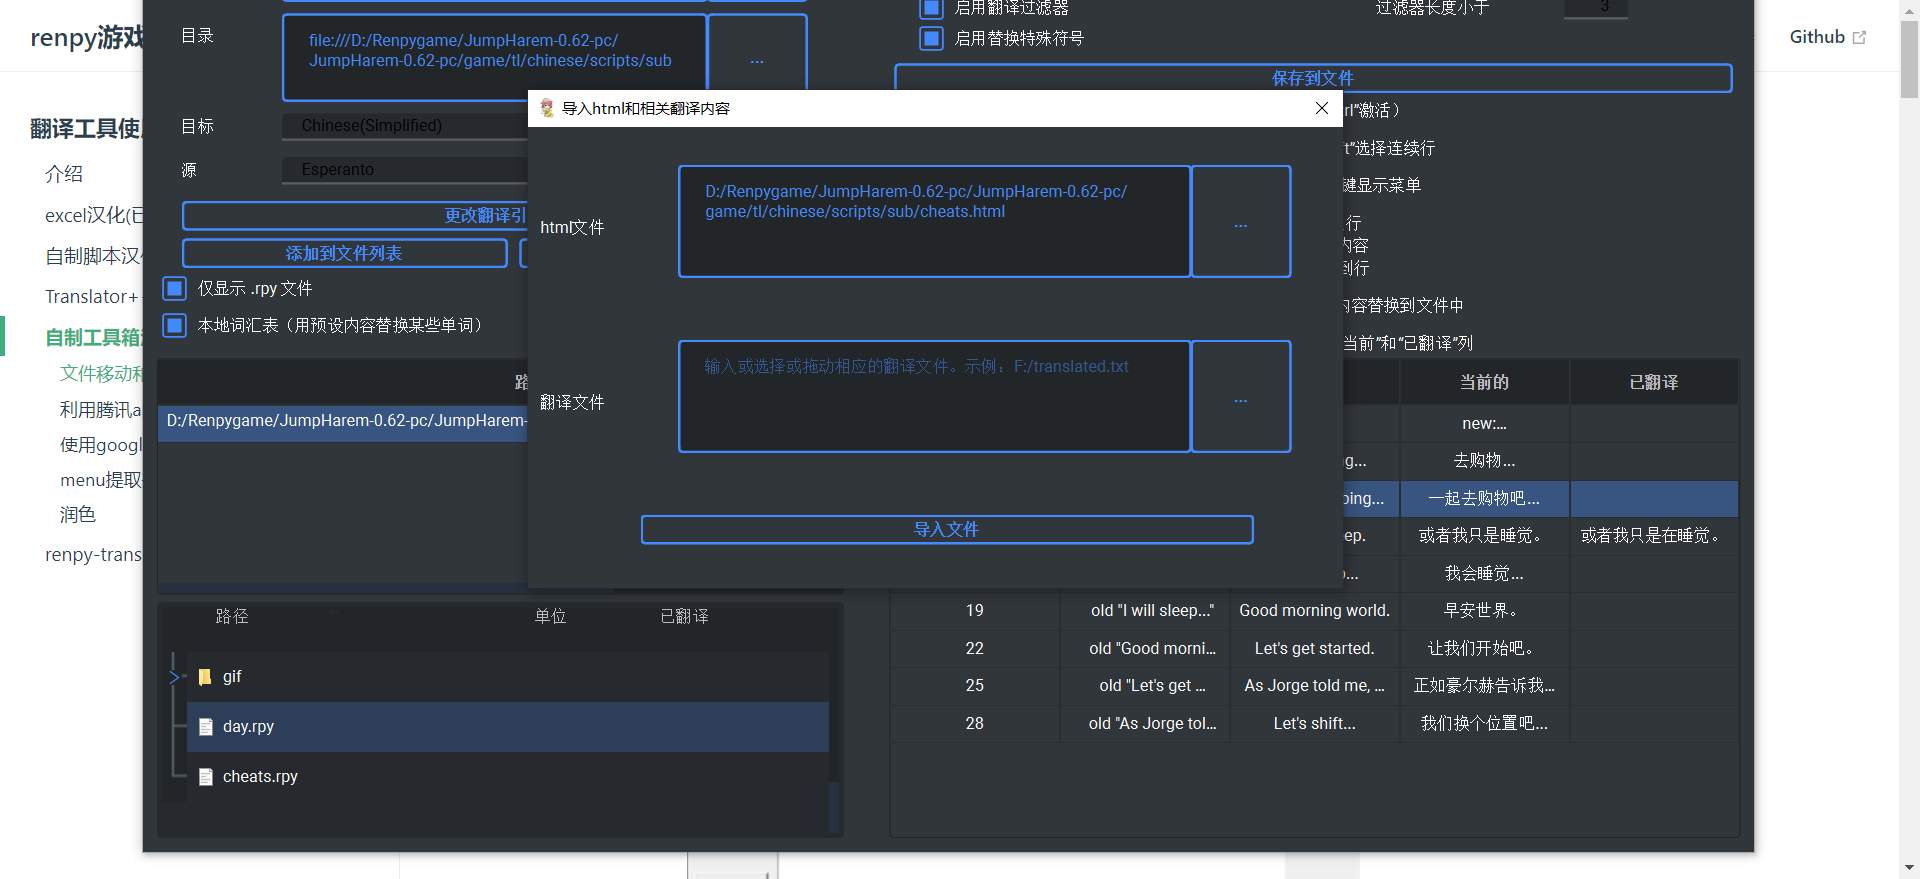 renpy游戏
Github
翻译工具使
介绍
excel汉化(已
自制脚本汉
Translator+
自制工具箱
文件移动和
利用腾讯a
使用googl
menu提取
润色
renpy-trans
目录
file:///D:/Renpygame/JumpHarem-0.62-pc/
JumpHarem-0.62-pc/game/tl/chinese/scripts/sub
...
目标
Chinese(Simplified)
源
Esperanto
更改翻译引
添加到文件列表
仅显示 .rpy 文件
本地词汇表（用预设内容替换某些单词）
D:/Renpygame/JumpHarem-0.62-pc/JumpHarem-
路径 单位 已翻译
gif
day.rpy
cheats.rpy
启用翻译过滤器
过滤器长度小于
3
启用替换特殊符号
保存到文件
导入html和相关翻译内容
html文件
D:/Renpygame/JumpHarem-0.62-pc/JumpHarem-0.62-pc/
game/tl/chinese/scripts/sub/cheats.html
...
翻译文件
输入或选择或拖动相应的翻译文件。示例：F:/translated.txt
...
导入文件
rl"激活）
t"选择连续行
键显示菜单
行
内容
到行
内容替换到文件中
当前"和"已翻译"列
当前的 已翻译
new:...
g... 去购物...
ping... 一起去购物吧...
ep. 或者我只是睡觉。 或者我只是在睡觉。
我会睡觉...
19 old "I will sleep..." Good morning world. 早安世界。
22 old "Good morni... Let's get started. 让我们开始吧。
25 old "Let's get ... As Jorge told me, ... 正如豪尔赫告诉我...
28 old "As Jorge tol... Let's shift... 我们换个位置吧...